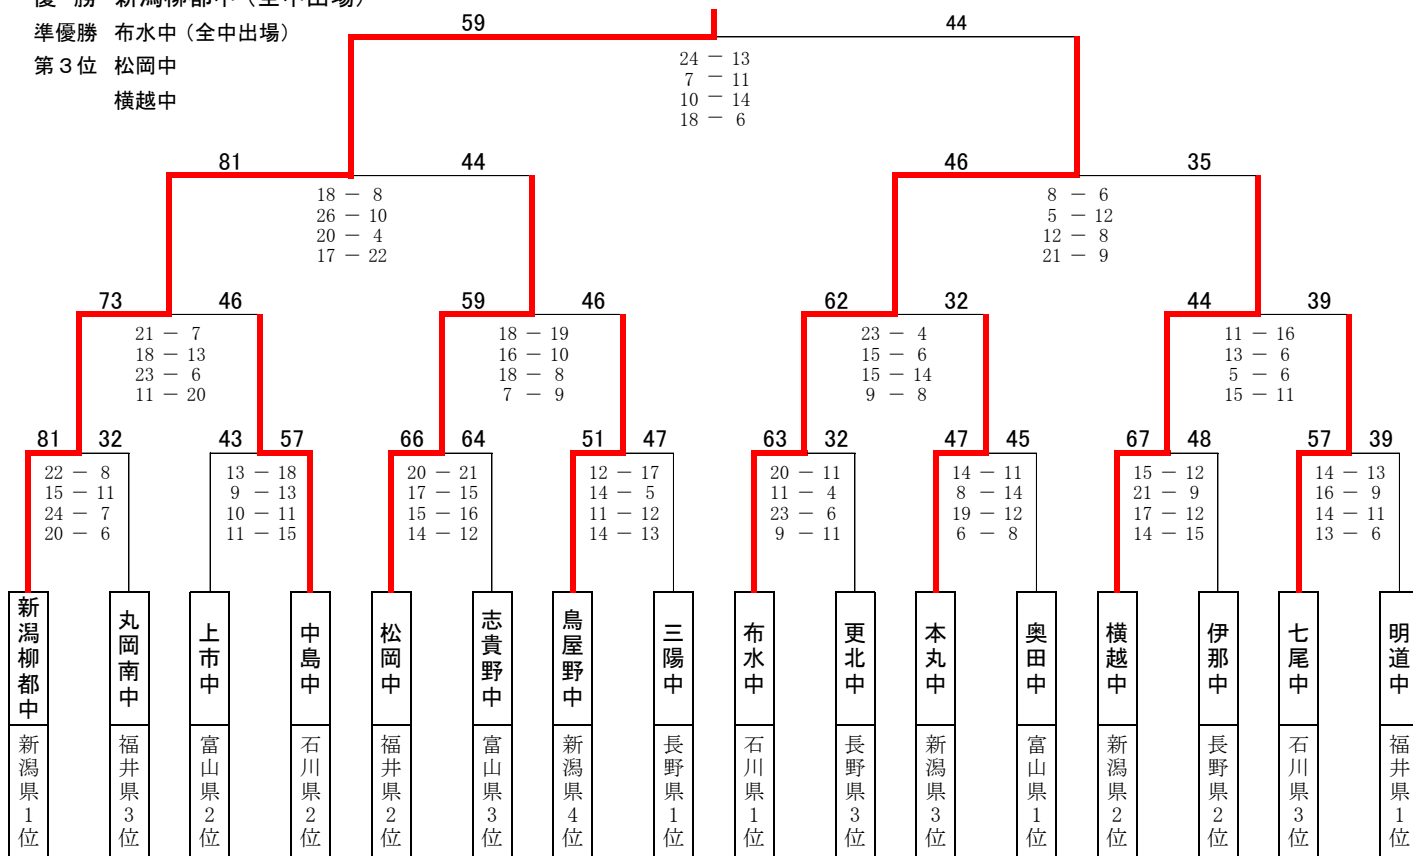 優　勝 新潟柳都中（全中出場）
準優勝 布水中（全中出場）
第３位 松岡中
横越中
59 44
24 － 13
7 － 11
10 － 14
18 － 6
81 44 46 35
18 － 8 8 － 6
26 － 10 5 － 12
20 － 4 12 － 8
17 － 22 21 － 9
73 46 59 46 62 32 44 39
21 － 7 18 － 19 23 － 4 11 － 16
18 － 13 16 － 10 15 － 6 13 － 6
23 － 6 18 － 8 15 － 14 5 － 6
11 － 20 7 － 9 9 － 8 15 － 11
81 32 43 57 66 64 51 47 63 32 47 45 67 48 57 39
22 － 8 13 － 18 20 － 21 12 － 17 20 － 11 14 － 11 15 － 12 14 － 13
15 － 11 9 － 13 17 － 15 14 － 5 11 － 4 8 － 14 21 － 9 16 － 9
24 － 7 10 － 11 15 － 16 11 － 12 23 － 6 19 － 12 17 － 12 14 － 11
20 － 6 11 － 15 14 － 12 14 － 13 9 － 11 6 － 8 14 － 15 13 － 6
新潟柳都中
丸岡南中
上市中
中島中
松岡中
志貴野中
鳥屋野中
三陽中
布水中
更北中
本丸中
奥田中
横越中
伊那中
七尾中
明道中
新潟県1位
福井県3位
富山県2位
石川県2位
福井県2位
富山県3位
新潟県4位
長野県1位
石川県1位
長野県3位
新潟県3位
富山県1位
新潟県2位
長野県2位
石川県3位
福井県1位